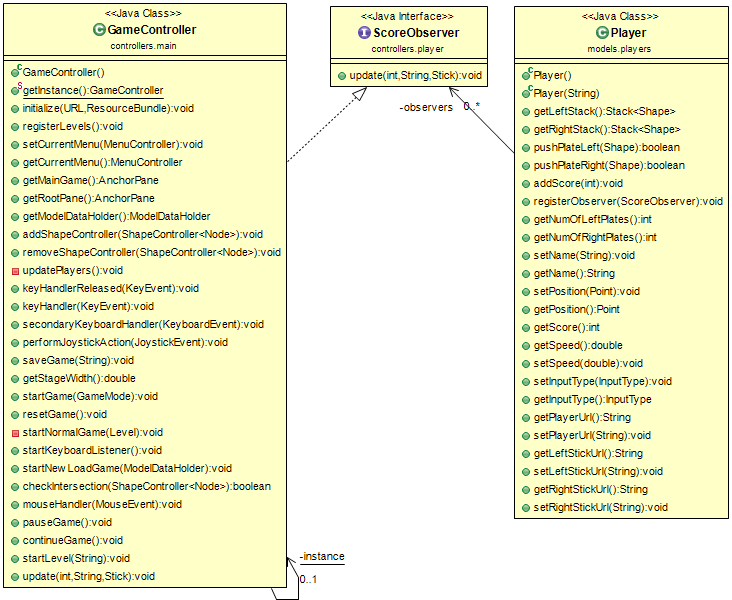 <<Java Class>>
GameController
controllers.main
GameController()
getInstance():GameController
initialize(URL,ResourceBundle):void
registerLevels():void
setCurrentMenu(MenuController):void
getCurrentMenu():MenuController
getMainGame():AnchorPane
getRootPane():AnchorPane
getModelDataHolder():ModelDataHolder
addShapeController(ShapeController<Node>):void
removeShapeController(ShapeController<Node>):void
updatePlayers():void
keyHandlerReleased(KeyEvent):void
keyHandler(KeyEvent):void
secondaryKeyboardHandler(KeyboardEvent):void
performJoystickAction(JoystickEvent):void
saveGame(String):void
getStageWidth():double
startGame(GameMode):void
resetGame():void
startNormalGame(Level):void
startKeyboardListener():void
startNewLoadGame(ModelDataHolder):void
checkIntersection(ShapeController<Node>):boolean
mouseHandler(MouseEvent):void
pauseGame():void
continueGame():void
startLevel(String):void
update(int,String,Stick):void
-instance
0..1
<<Java Interface>>
ScoreObserver
controllers.player
update(int,String,Stick):void
-observers 0..*
<<Java Class>>
Player
models.players
Player()
Player(String)
getLeftStack():Stack<Shape>
getRightStack():Stack<Shape>
pushPlateLeft(Shape):boolean
pushPlateRight(Shape):boolean
addScore(int):void
registerObserver(ScoreObserver):void
getNumOfLeftPlates():int
getNumOfRightPlates():int
setName(String):void
getName():String
setPosition(Point):void
getPosition():Point
getScore():int
getSpeed():double
setSpeed(double):void
setInputType(InputType):void
getInputType():InputType
getPlayerUrl():String
setPlayerUrl(String):void
getLeftStickUrl():String
setLeftStickUrl(String):void
getRightStickUrl():String
setRightStickUrl(String):void